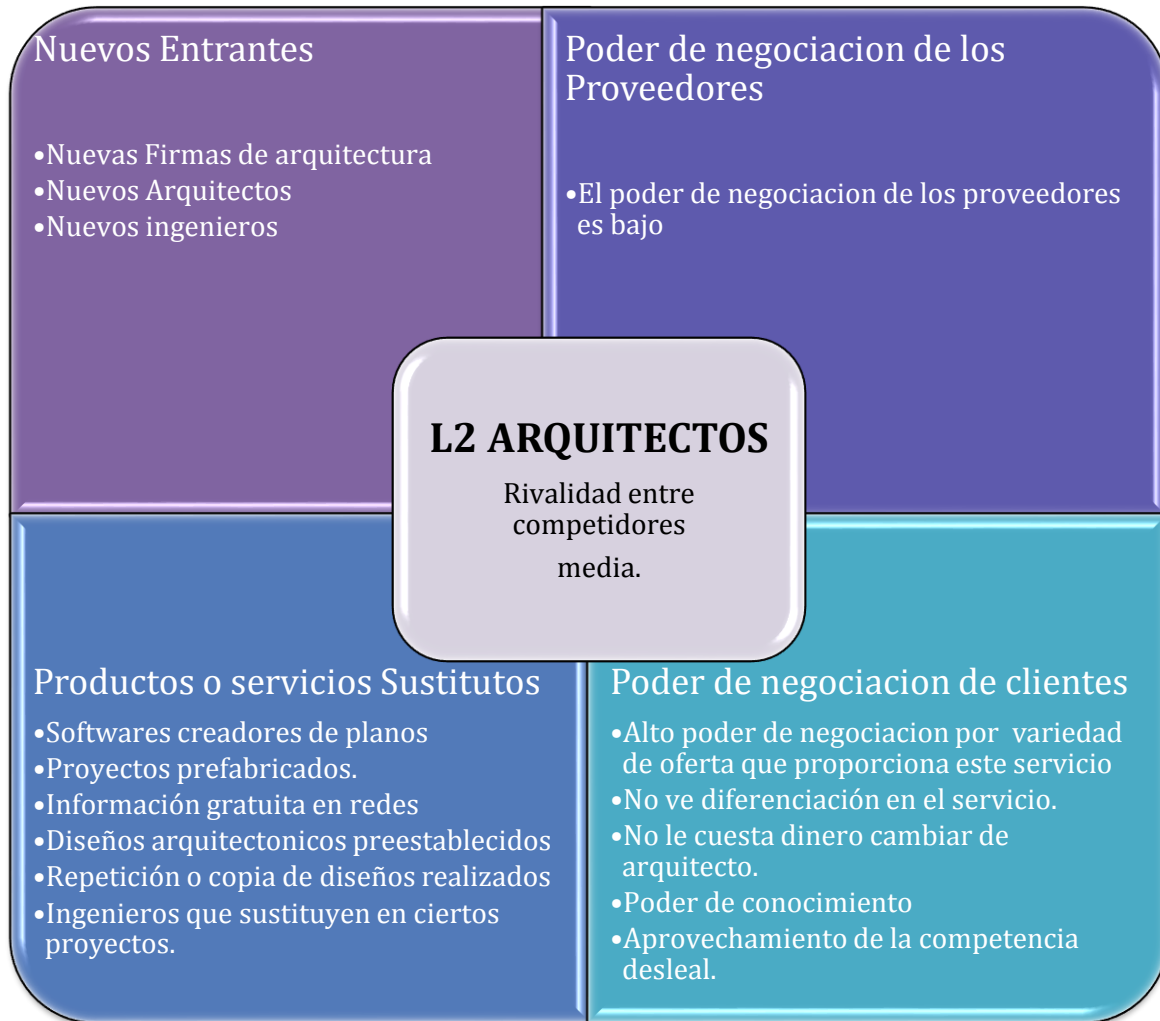 Nuevos Entrantes
•Nuevas Firmas de arquitectura
•Nuevos Arquitectos
•Nuevos ingenieros
Poder de negociacion de los
Proveedores
•El poder de negociacion de los proveedores
es bajo
L2 ARQUITECTOS
Rivalidad entre
competidores
media.
Productos o servicios Sustitutos
•Softwares creadores de planos
•Proyectos prefabricados.
•Información gratuita en redes
•Diseños arquitectonicos preestablecidos
•Repetición o copia de diseños realizados
•Ingenieros que sustituyen en ciertos
proyectos.
Poder de negociacion de clientes
•Alto poder de negociacion por  variedad
de oferta que proporciona este servicio
•No ve diferenciación en el servicio.
•No le cuesta dinero cambiar de
arquitecto.
•Poder de conocimiento
•Aprovechamiento de la competencia
desleal.